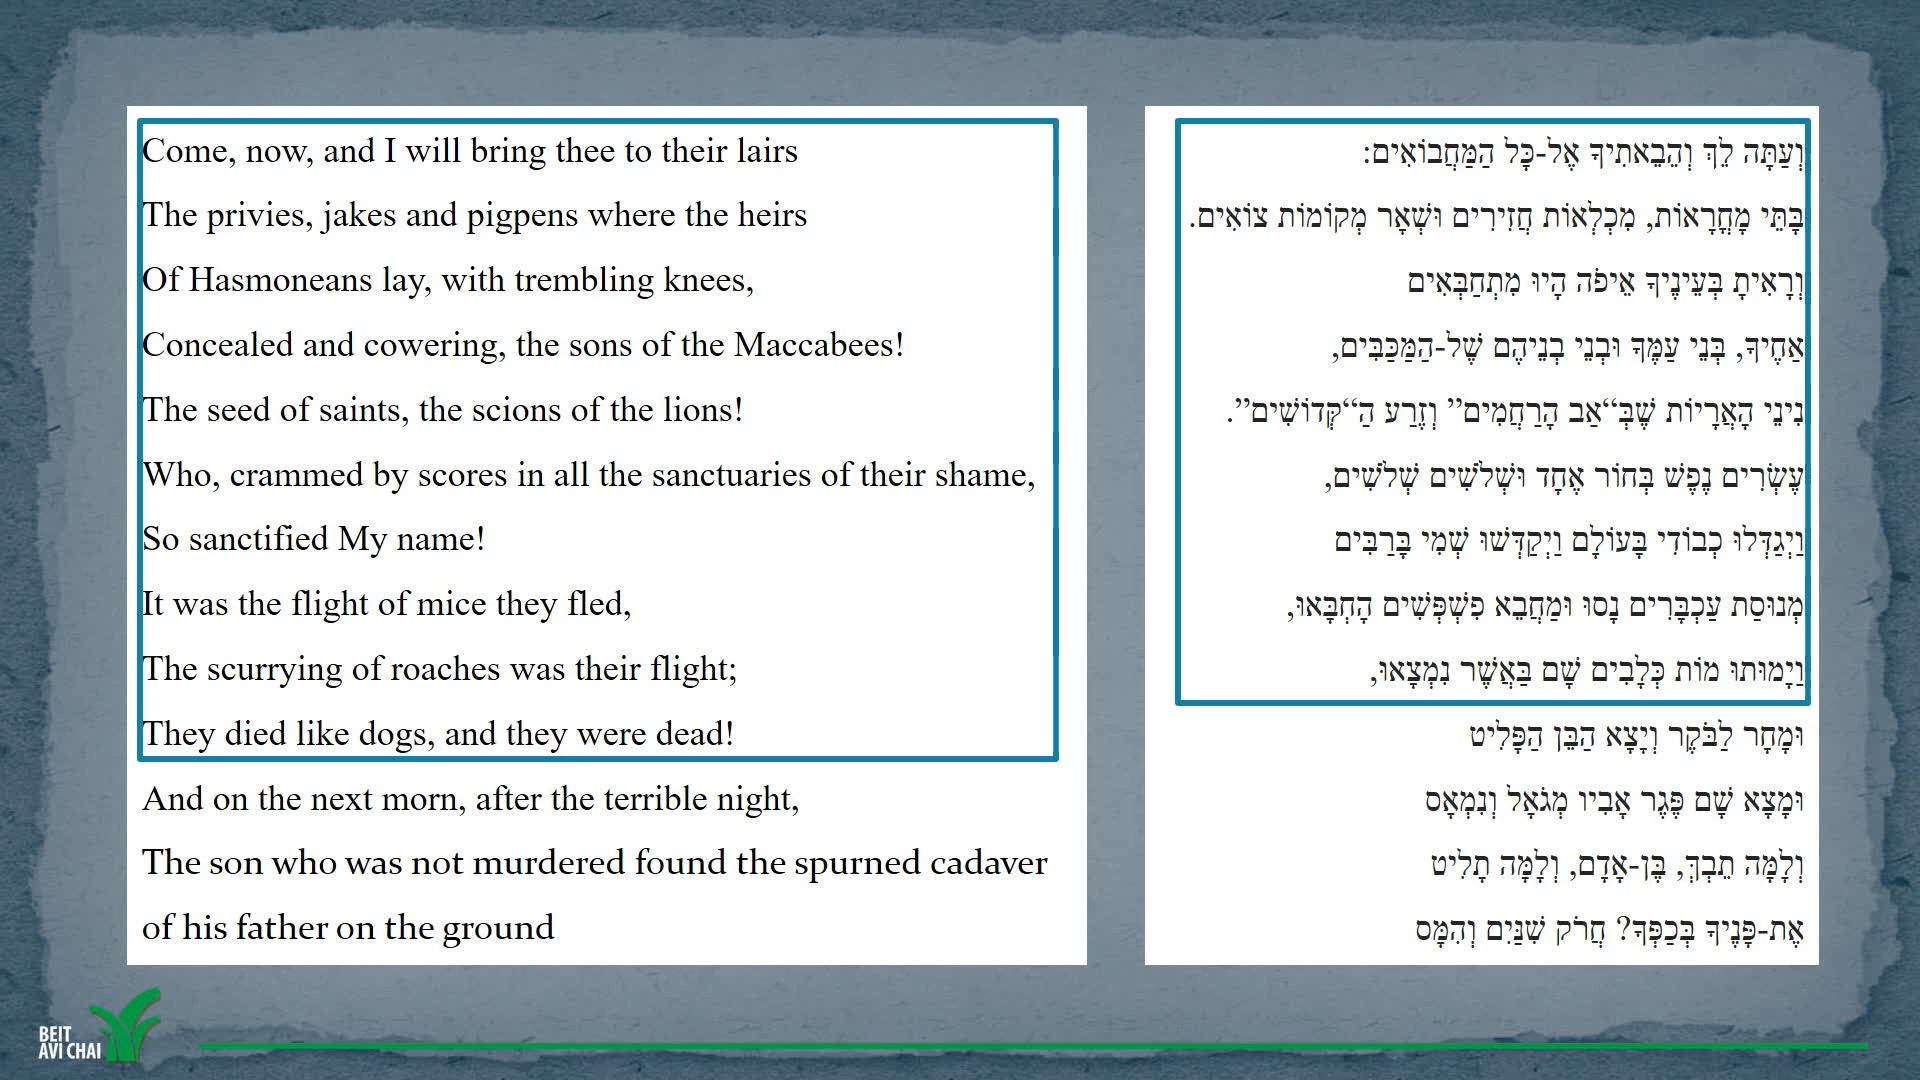 Come, now, and I will bring thee to their lairs
The privies, jakes and pigpens where the heirs
Of Hasmoneans lay, with trembling knees,
Concealed and cowering, the sons of the Maccabees!
The seed of saints, the scions of the lions!
Who, crammed by scores in all the sanctuaries of their shame,
So sanctified My name!
It was the flight of mice they fled,
The scurrying of roaches was their flight;
They died like dogs, and they were dead!
And on the next morn, after the terrible night,
The son who was not murdered found the spurned cadaver
of his father on the ground
וְעַתָּה לֵךְ וְהֵבֵאתִיךָ אֶל-כָּל הַמַּחֲבוֹאִים:
בָּתֵּי מָחֳרָאוֹת, מִכְלְאוֹת חֲזִירִים וּשְׁאָר מְקוֹמוֹת צוֹאִים.
וְרָאִיתָ בְּעֵינֶיךָ אֵיפֹה הָיוּ מִתְחַבְּאִים
אַחֶיךָ, בְּנֵי עַמֶּךָ וּבְנֵי בְנֵיהֶם שֶׁל-הַמַּכַּבִּים,
נִינֵי הָאֲרָיוֹת שֶׁבְּ“אַב הָרַחֲמִים” וְזֶרַע הַ“קְּדוֹשִׁים”.
עֶשְׂרִים נֶפֶשׁ בְּחוֹר אֶחָד וּשְׁלֹשִׁים שְׁלֹשִׁים,
וַיְגַדְּלוּ כְבוֹדִי בָּעוֹלָם וַיְקַדְּשׁוּ שְׁמִי בָּרַבִּים
מְנוּסַת עַכְבָּרִים נָסוּ וּמַחֲבֵא פִשְׁפְּשִׁים הָחְבָּאוּ,
וַיָּמוּתוּ מוֹת כְּלָבִים שָׁם בַּאֲשֶׁר נִמְצָאוּ,
וּמָחָר לַבֹּקֶר וְיָצָא הַבֵּן הַפָּלִיט
וּמָצָא שָׁם פֶּגֶר אָבִיו מְגֹאָל וְנִמְאָס
וְלָמָּה תֵבְךְּ, בֶּן-אָדָם, וְלָמָּה תָלִיט
אֶת-פָּנֶיךָ בְּכַפֶּךָ? חֲרֹק שִׁנַּיִם וְהִמָּס
BEIT
AVI CHAI